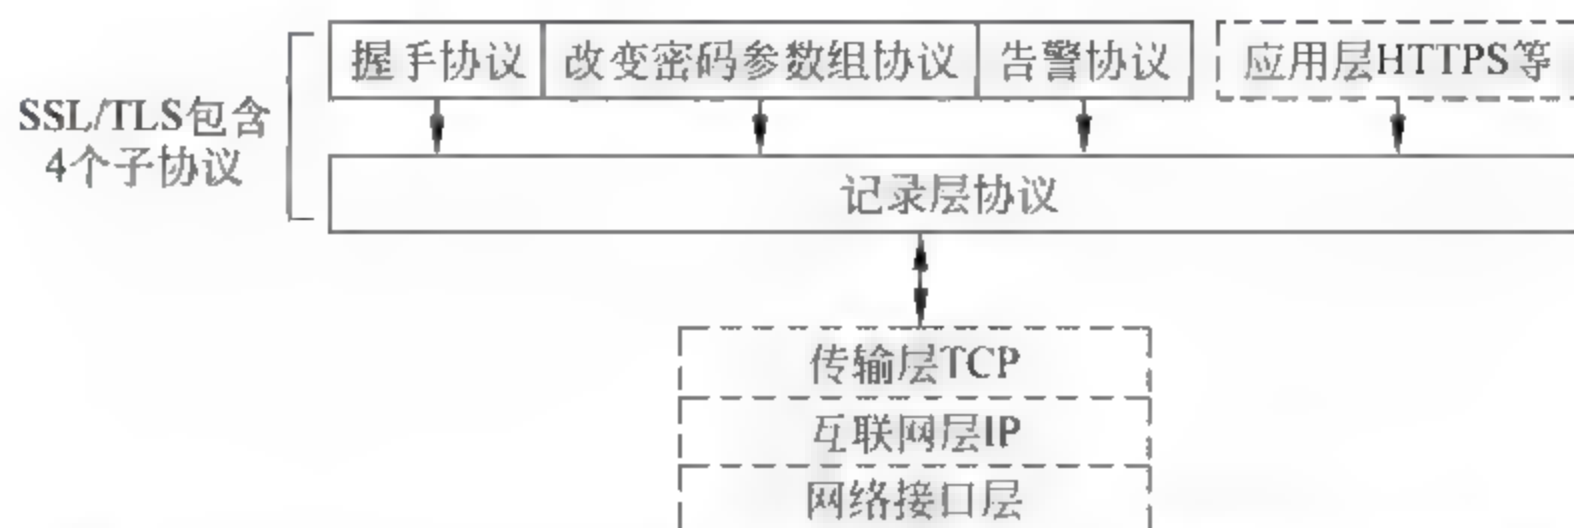 握手协议
改变密码参数组协议
告警协议
应用层HTTPS等
SSL/TLS包含
4个子协议
记录层协议
传输层TCP
互联网层IP
网络接口层